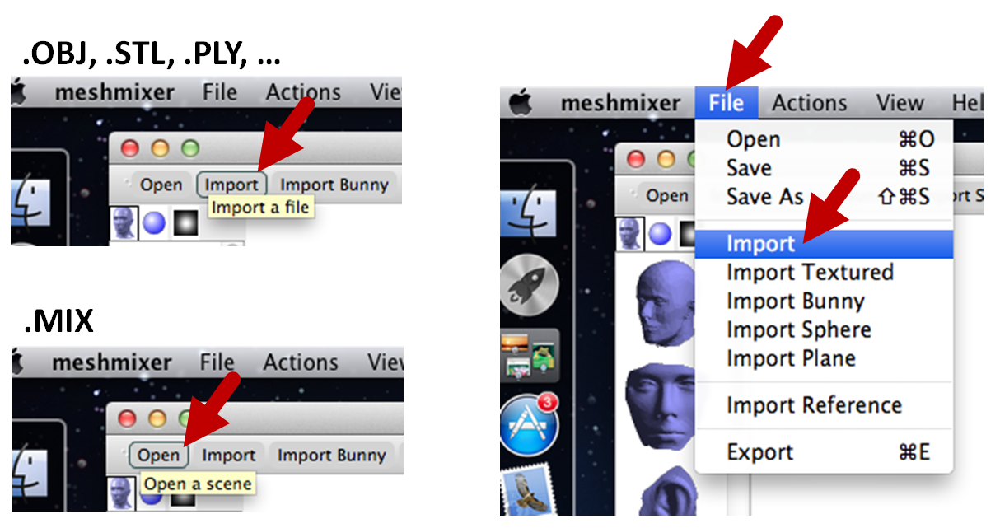 .OBJ, .STL, .PLY, ...
meshmixer File Actions Vie
Open Import Import Bunny
Import a file
.MIX
meshmixer File Actions View
Open Import Import Bunny
Open a scene
meshmixer File Actions View Hel
Open
Open ⌘O
Save ⌘S
Save As ⇧⌘S
Import
Import Textured
Import Bunny
Import Sphere
Import Plane
Import Reference
Export ⌘E
rt S
3